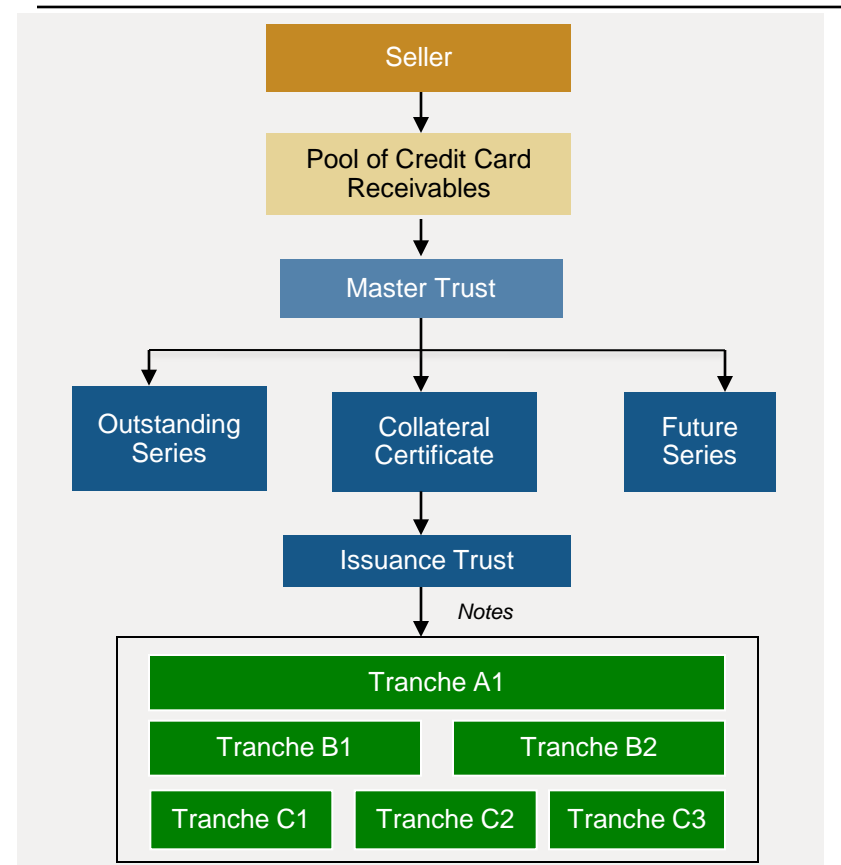 Seller
Pool of Credit Card
Receivables
Master Trust
Outstanding
Series
Collateral
Certificate
Future
Series
Issuance Trust
Notes
Tranche A1
Tranche B1
Tranche B2
Tranche C1
Tranche C2
Tranche C3